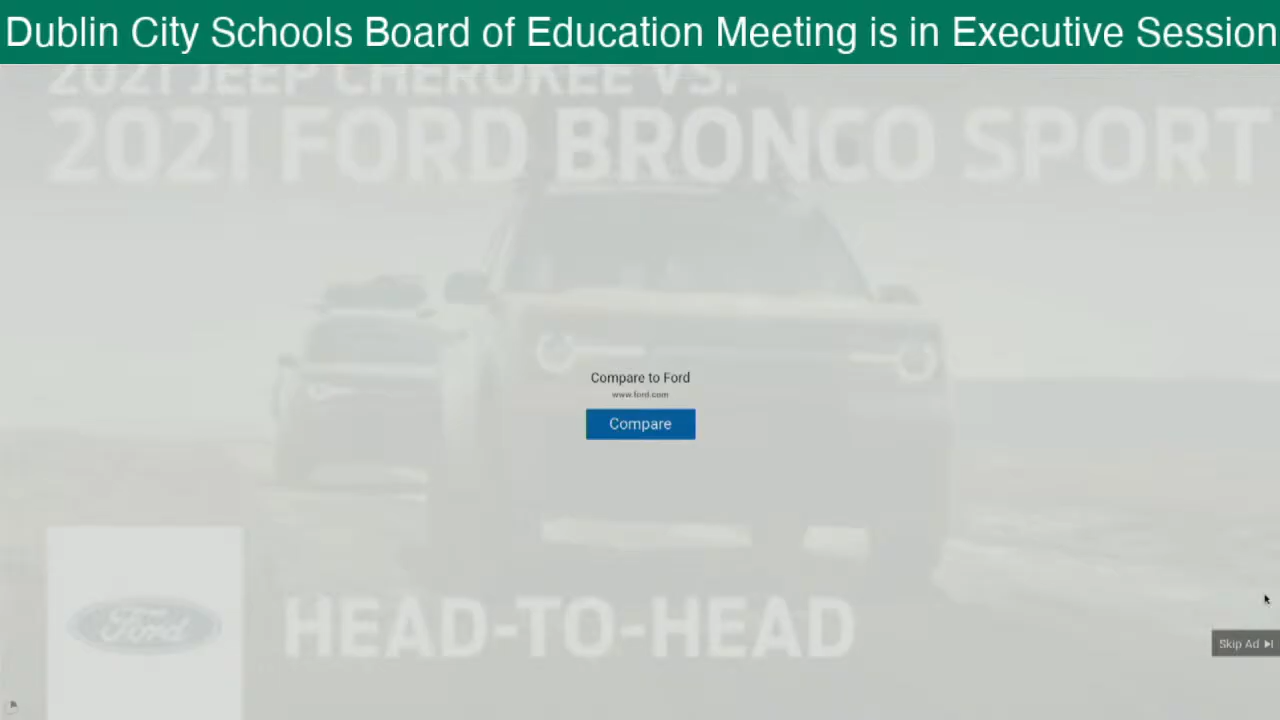 Dublin City Schools Board of Education Meeting is in Executive Session
2021 JEEP CHEROKEE VS.
2021 FORD BRONCO SPORT
Compare to Ford
www.ford.com
Compare
Ford
HEAD-TO-HEAD
Skip Ad